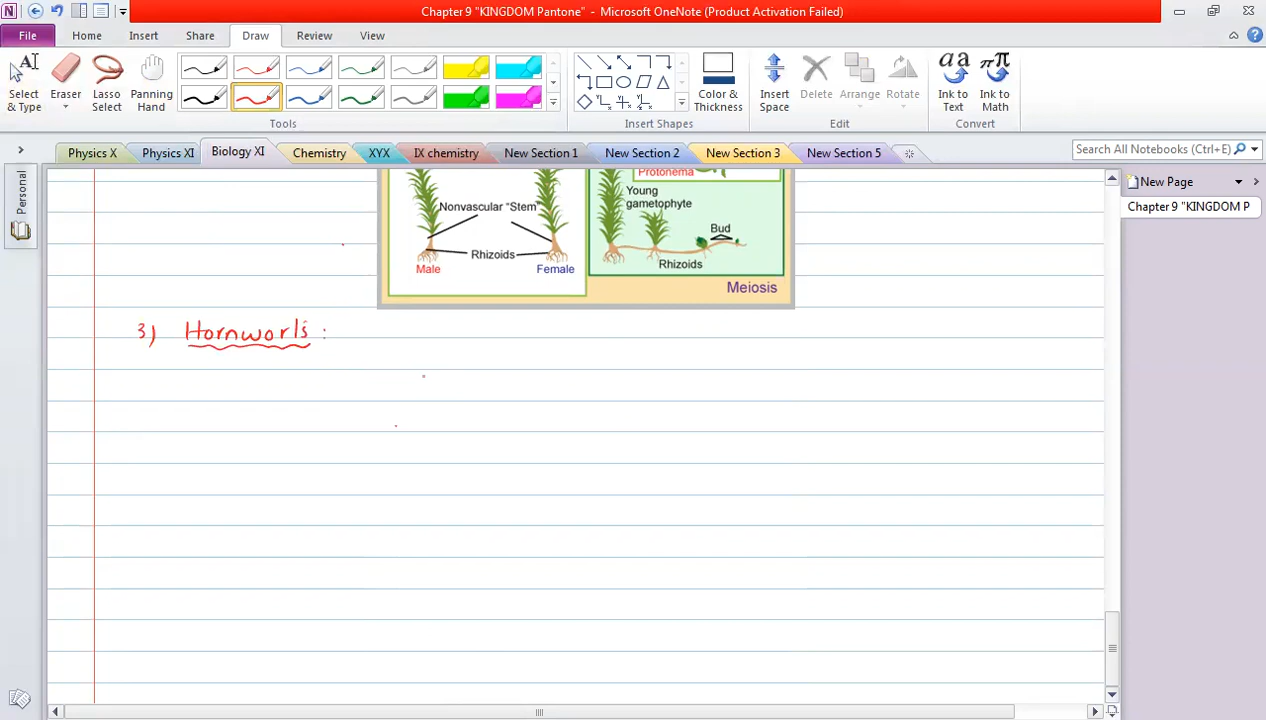 Chapter 9 "KINGDOM Pantone" - Microsoft OneNote (Product Activation Failed)
File Home Insert Share Draw Review View
Select & Type
Eraser
Lasso Select
Panning Hand
Color & Thickness
Insert Space
Delete
Arrange
Rotate
Ink to Text
Ink to Math
Tools
Insert Shapes
Edit
Convert
Physics X Physics XI Biology XI Chemistry XYX IX chemistry New Section 1 New Section 2 New Section 3 New Section 4 New Section 5
Search All Notebooks (Ctrl+E)
Personal
New Page
Chapter 9 "KINGDOM P
Protonema
Young gametophyte
Nonvascular "Stem"
Bud
Rhizoids
Rhizoids
Male
Female
Meiosis
3) Hornworts :